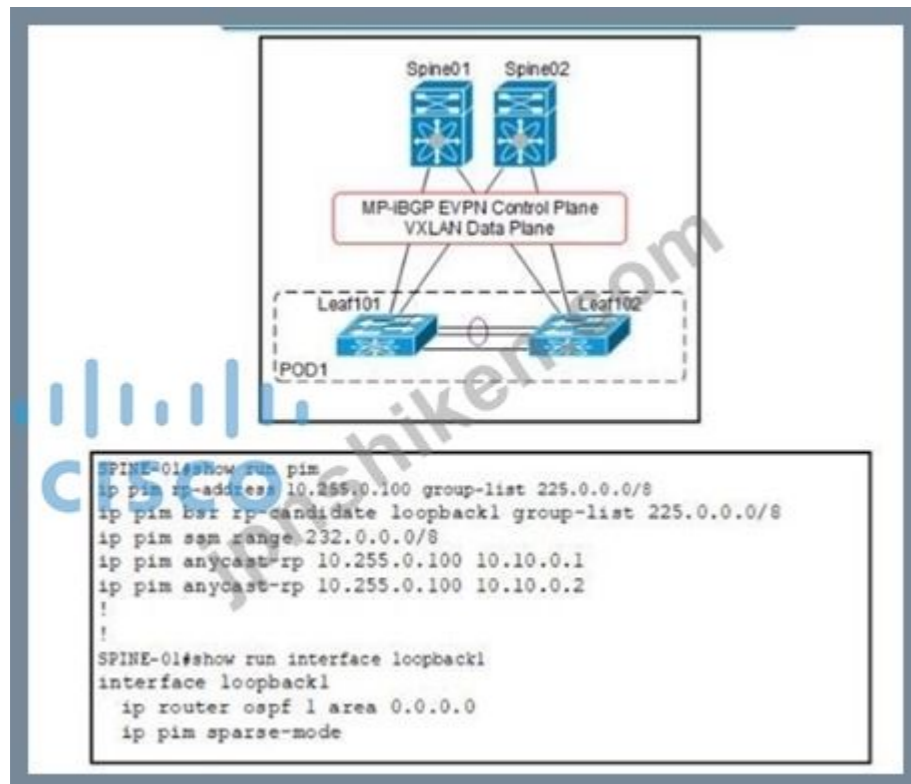 Spine01 Spine02
MP-iBGP EVPN Control Plane
VXLAN Data Plane
Leaf101 Leaf102
POD1
CISCO
jpnshiken.com
SPINE-01#show run pim
ip pim rp-address 10.255.0.100 group-list 225.0.0.0/8
ip pim bsr rp-candidate loopback1 group-list 225.0.0.0/8
ip pim ssm range 232.0.0.0/8
ip pim anycast-rp 10.255.0.100 10.10.0.1
ip pim anycast-rp 10.255.0.100 10.10.0.2
!
!
SPINE-01#show run interface loopback1
interface loopback1
ip router ospf 1 area 0.0.0.0
ip pim sparse-mode